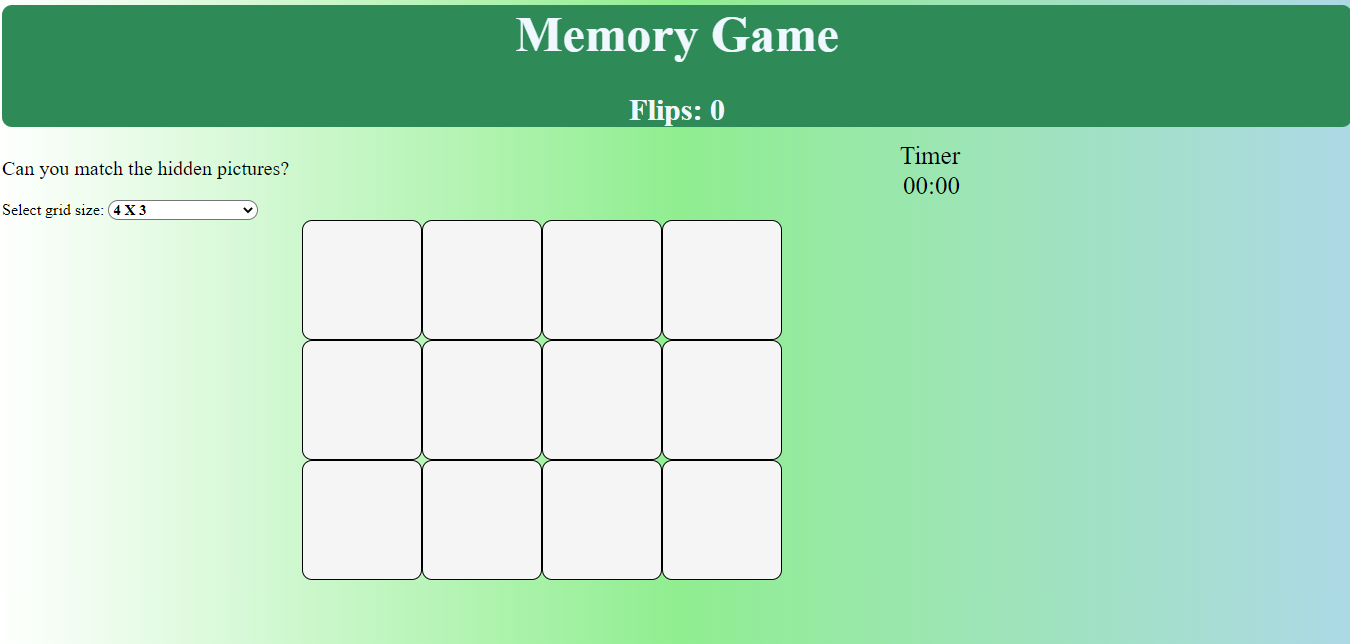 Memory Game
Flips: 0
Can you match the hidden pictures?
Timer
00:00
Select grid size: 4 X 3